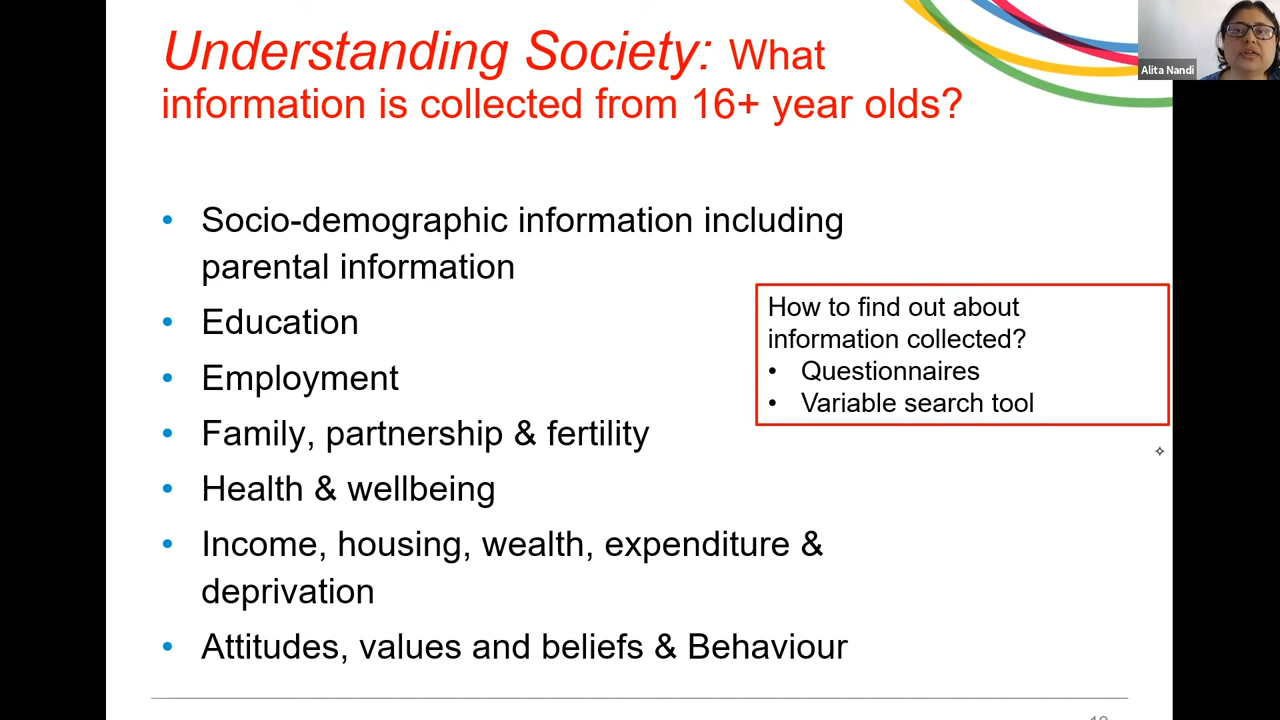 Understanding Society: What
information is collected from 16+ year olds?
Alita Nandi
• Socio-demographic information including
parental information
• Education
• Employment
• Family, partnership & fertility
• Health & wellbeing
• Income, housing, wealth, expenditure &
deprivation
• Attitudes, values and beliefs & Behaviour
How to find out about
information collected?
• Questionnaires
• Variable search tool